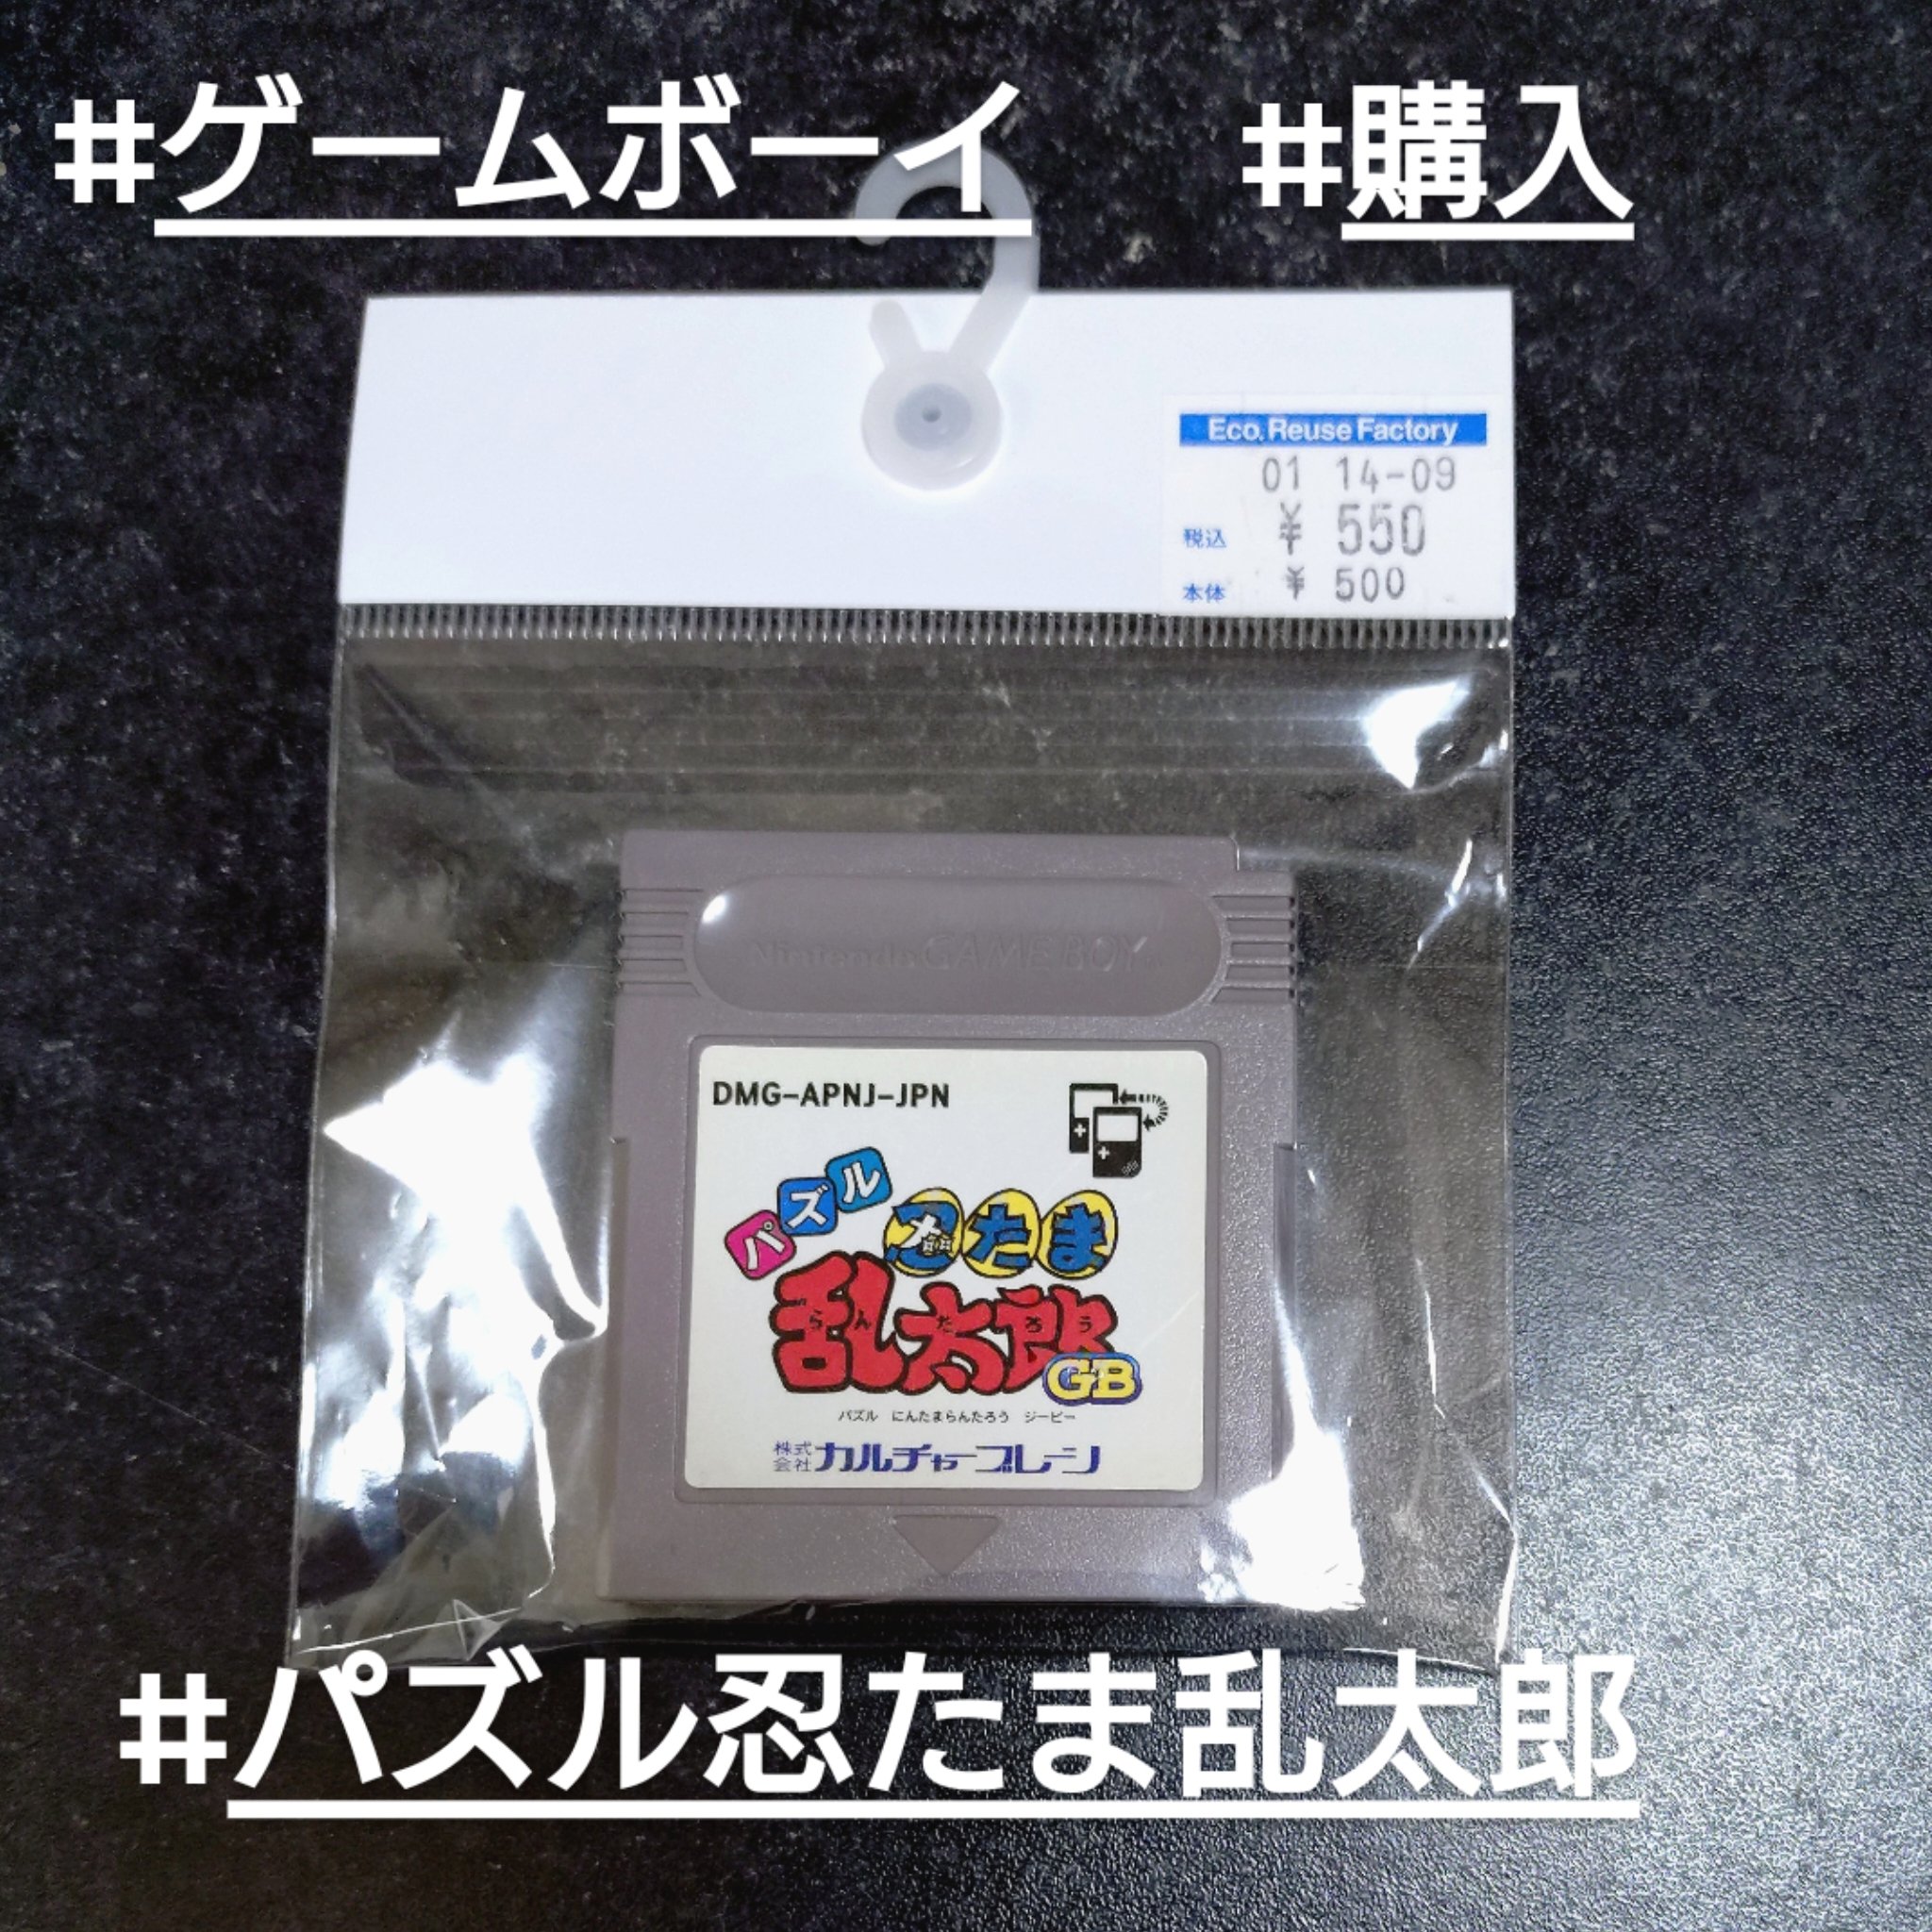 #ゲームボーイ #購入
Eco. Reuse Factory
01 14-09
税込 ¥ 550
本体 ¥ 500
Nintendo GAME BOY
DMG-APNJ-JPN
パズル
忍たま
にん
乱太郎
らんたろう
GB
パズル にんたまらんたろう ジービー
株式会社カルチャーブレーン
#パズル忍たま乱太郎